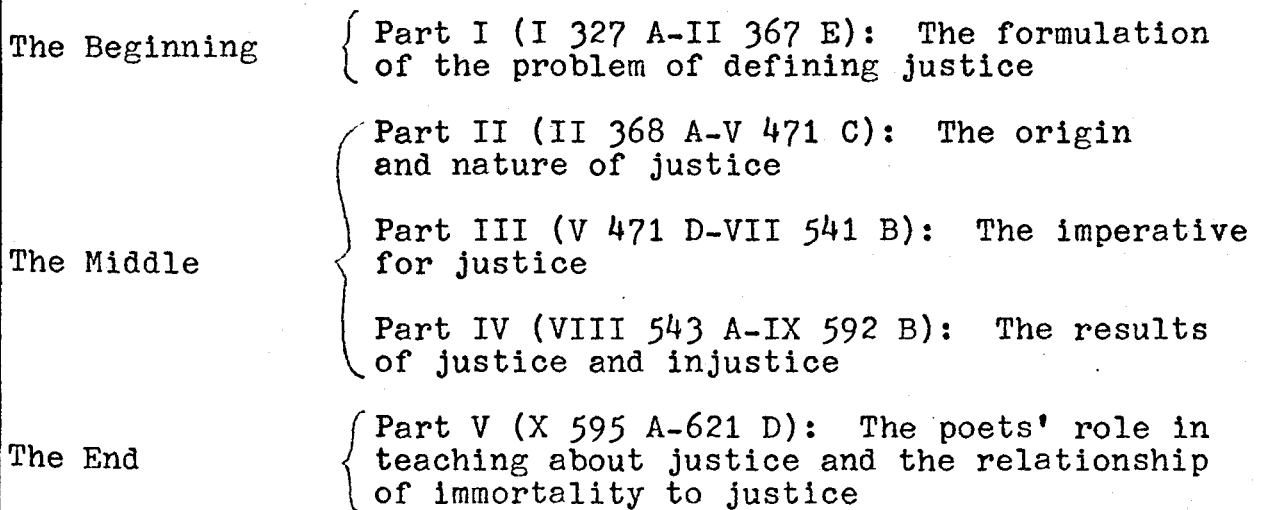 The Beginning
Part I (I 327 A-II 367 E): The formulation
of the problem of defining justice
Part II (II 368 A-V 471 C): The origin
and nature of justice
The Middle
Part III (V 471 D-VII 541 B): The imperative
for justice
Part IV (VIII 543 A-IX 592 B): The results
of justice and injustice
The End
Part V (X 595 A-621 D): The poets' role in
teaching about justice and the relationship
of immortality to justice